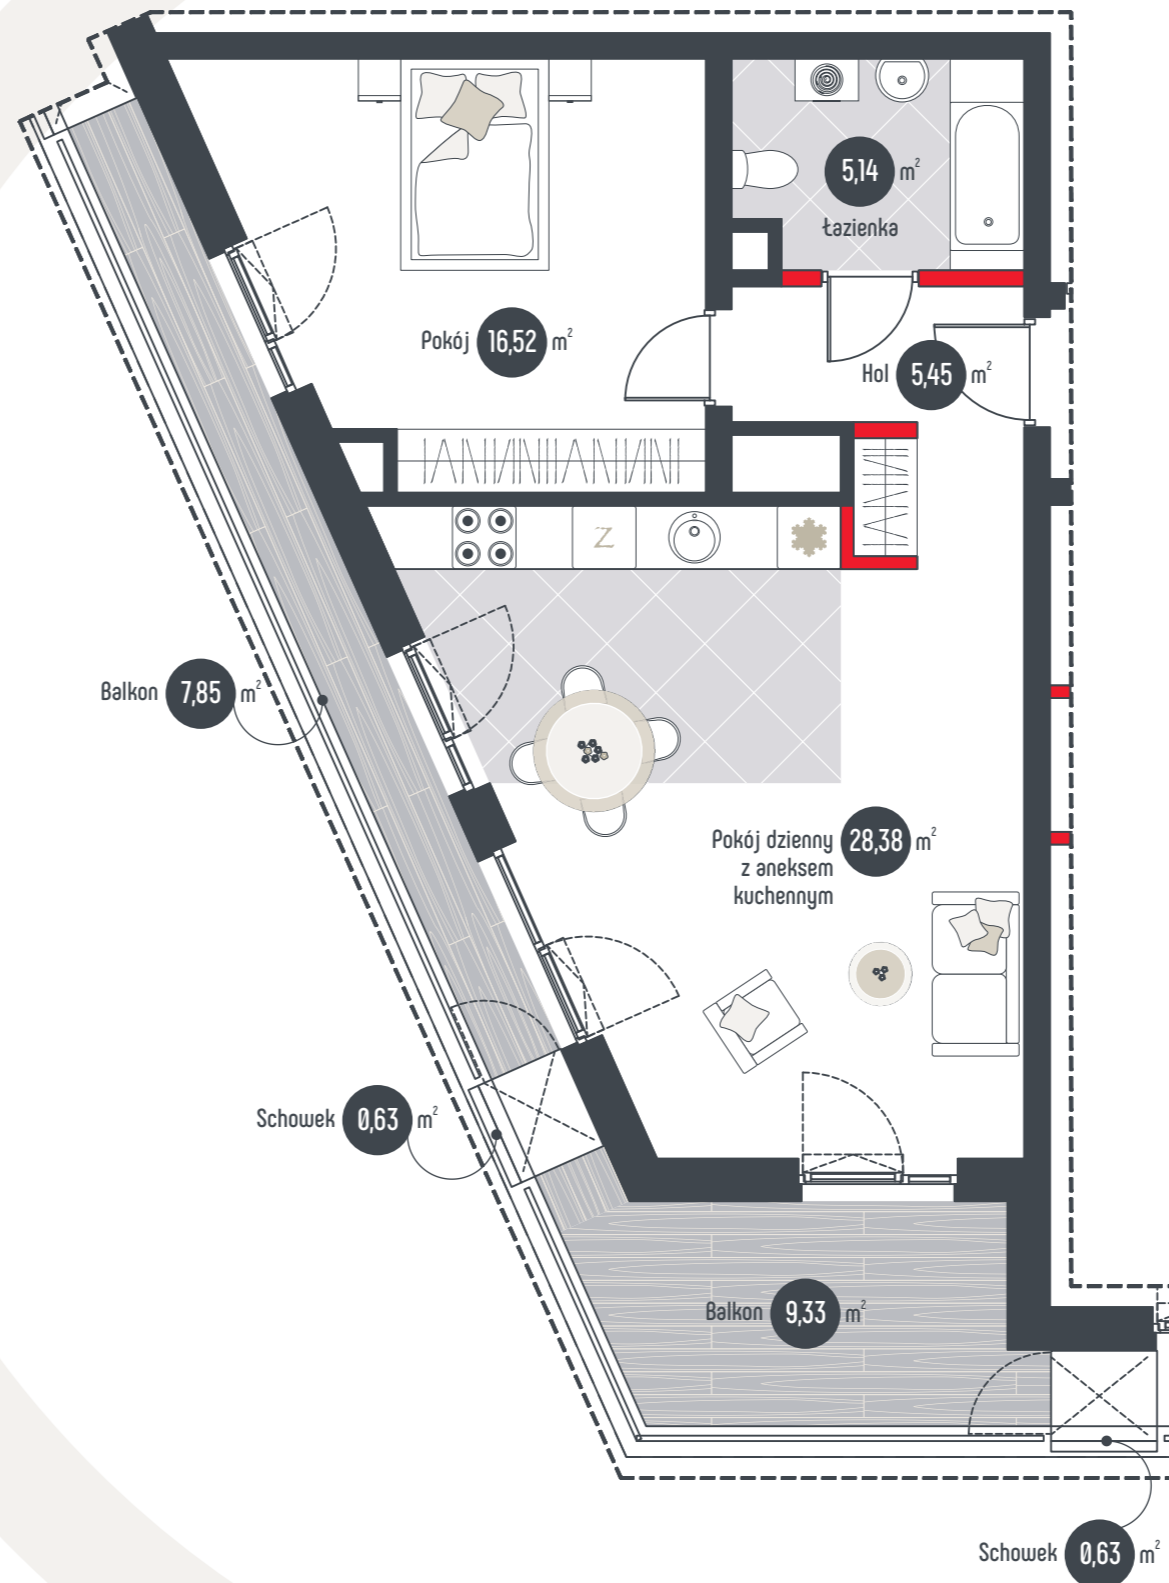 5,14 m²
Łazienka
Pokój 16,52 m²
Hol 5,45 m²
Z
Balkon 7,85 m²
Pokój dzienny 28,38 m²
z aneksem
kuchennym
Schowek 0,63 m²
Balkon 9,33 m²
Schowek 0,63 m²